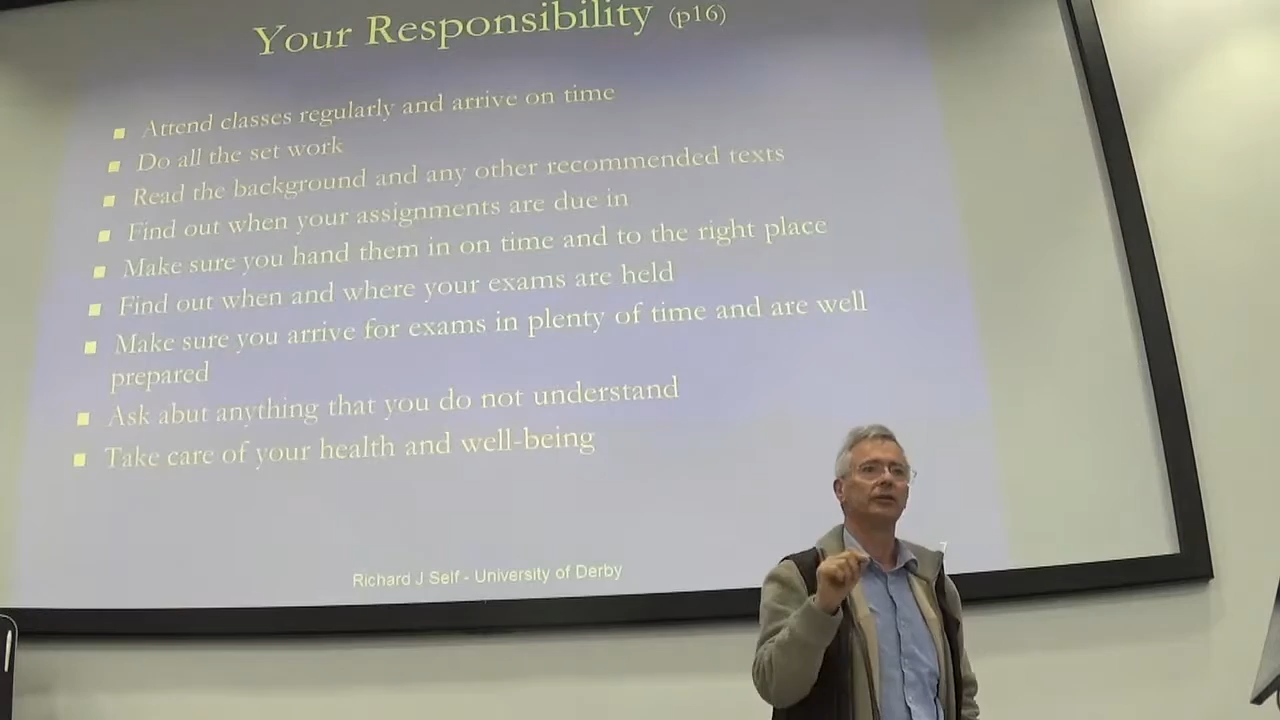 Your Responsibility (p16)
Attend classes regularly and arrive on time
Do all the set work
Read the background and any other recommended texts
Find out when your assignments are due in
Make sure you hand them in on time and to the right place
Find out when and where your exams are held
Make sure you arrive for exams in plenty of time and are well
prepared
Ask abut anything that you do not understand
Take care of your health and well-being
Richard J Self - University of Derby
7